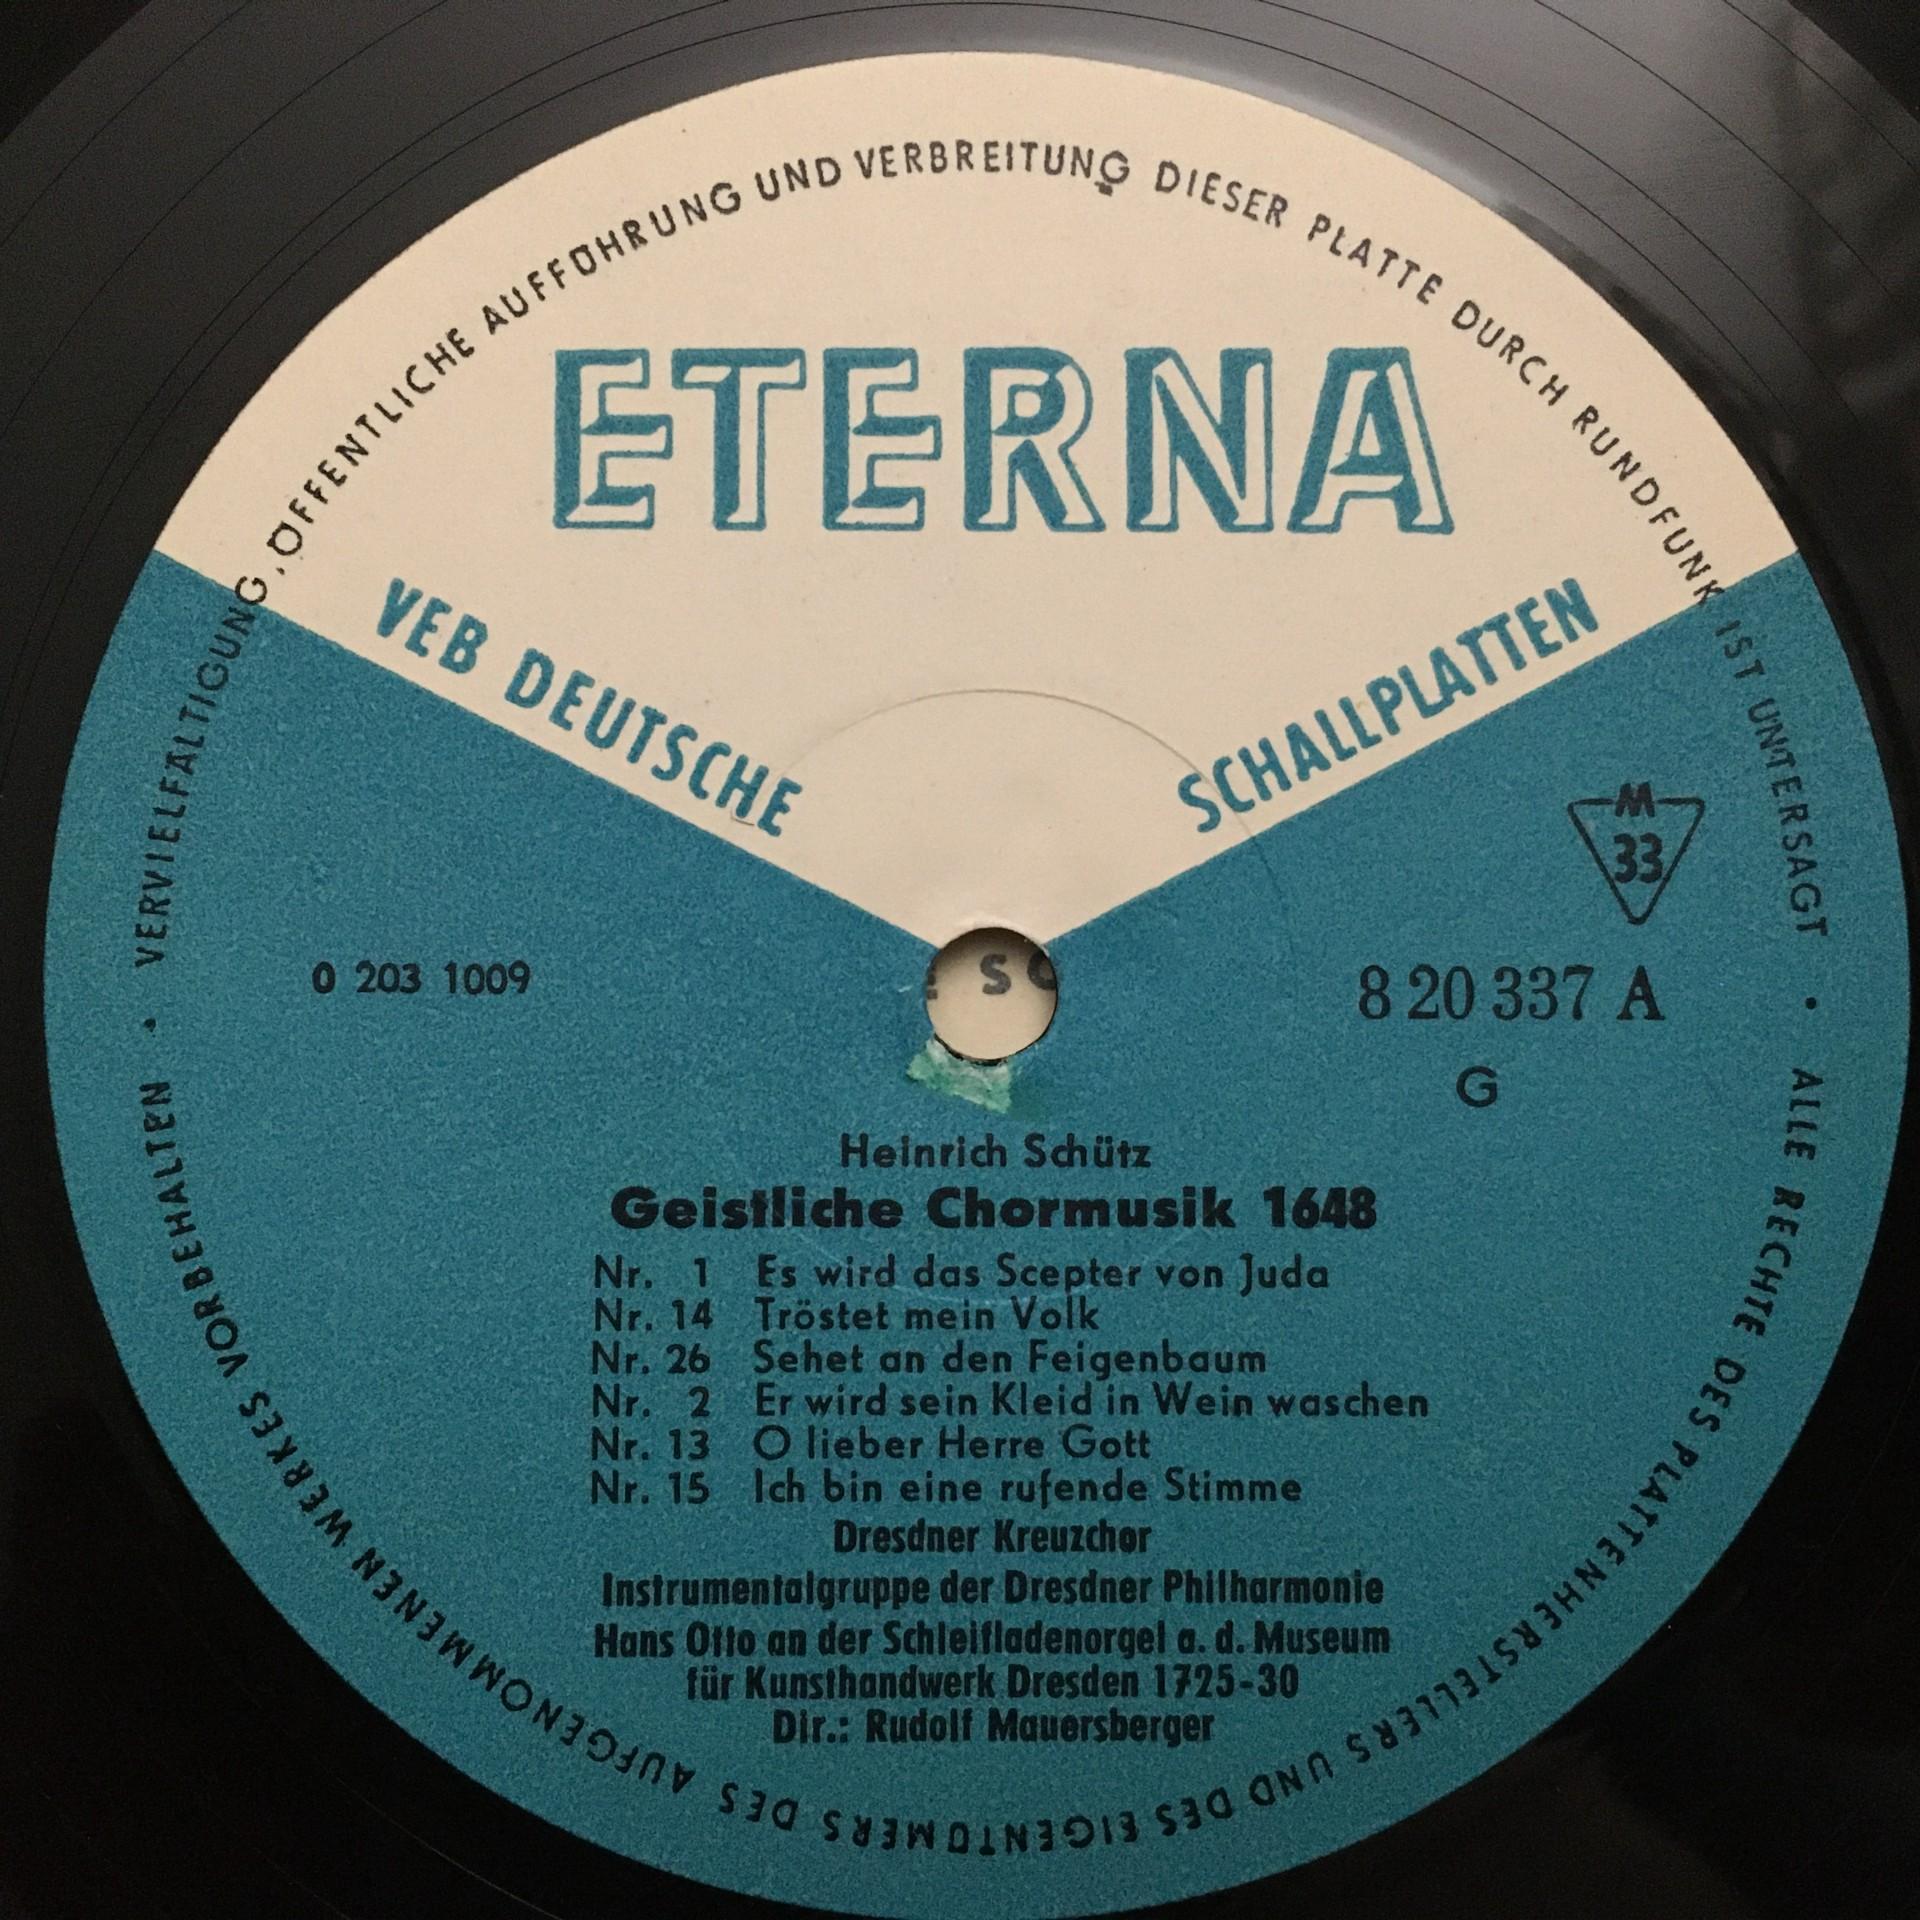 VERVIELFÄLTIGUNG, ÖFFENTLICHE AUFFÜHRUNG UND VERBREITUNG DIESER PLATTE DURCH RUNDFUNK IST UNTERSAGT
ETERNA
VEB DEUTSCHE SCHALLPLATTEN
M
33
0 203 1009
8 20 337 A
G
Heinrich Schütz
Geistliche Chormusik 1648
Nr. 1 Es wird das Scepter von Juda
Nr. 14 Tröstet mein Volk
Nr. 26 Sehet an den Feigenbaum
Nr. 2 Er wird sein Kleid in Wein waschen
Nr. 13 O lieber Herre Gott
Nr. 15 Ich bin eine rufende Stimme
Dresdner Kreuzchor
Instrumentalgruppe der Dresdner Philharmonie
Hans Otto an der Schleifladenorgel a. d. Museum
für Kunsthandwerk Dresden 1725-30
Dir.: Rudolf Mauersberger
• ALLE RECHTE DES PLATTENHERSTELLERS UND DES EIGENTÜMERS DES AUFGENOMMENEN WERKES VORBEHALTEN •